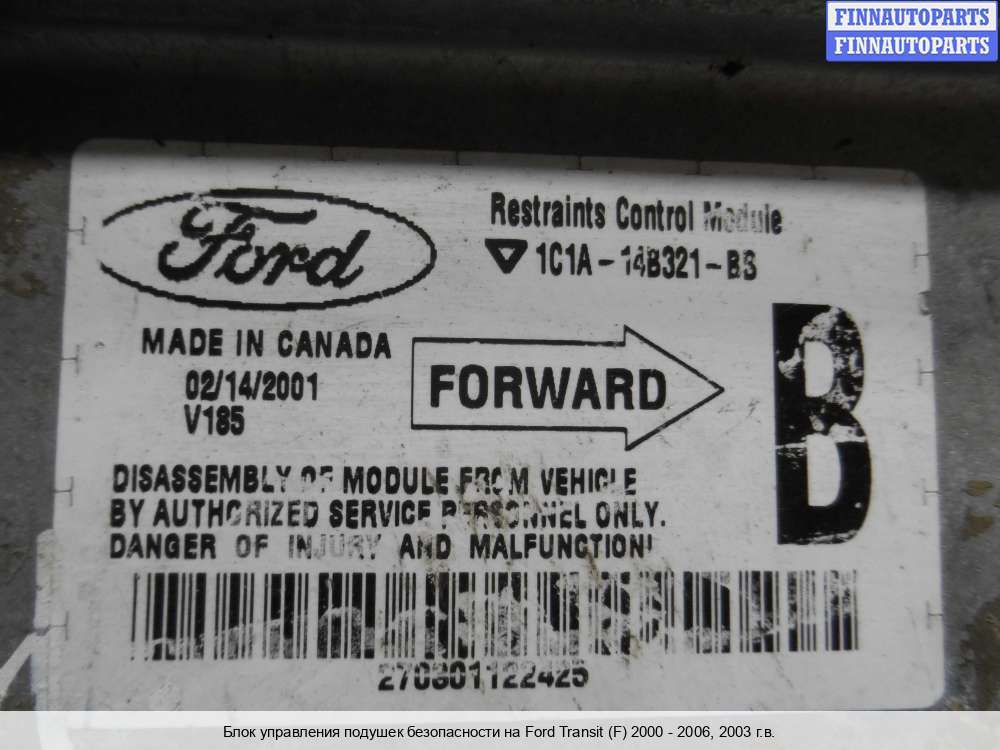 FINNAUTOPARTS
FINNAUTOPARTS
Ford
Restraints Control Module
1C1A-14B321-BS
MADE IN CANADA
02/14/2001
V185
FORWARD
B
DISASSEMBLY OF MODULE FROM VEHICLE
BY AUTHORIZED SERVICE PERSONNEL ONLY.
DANGER OF INJURY AND MALFUNCTION!
270301122425
Блок управления подушек безопасности на Ford Transit (F) 2000 - 2006, 2003 г.в.